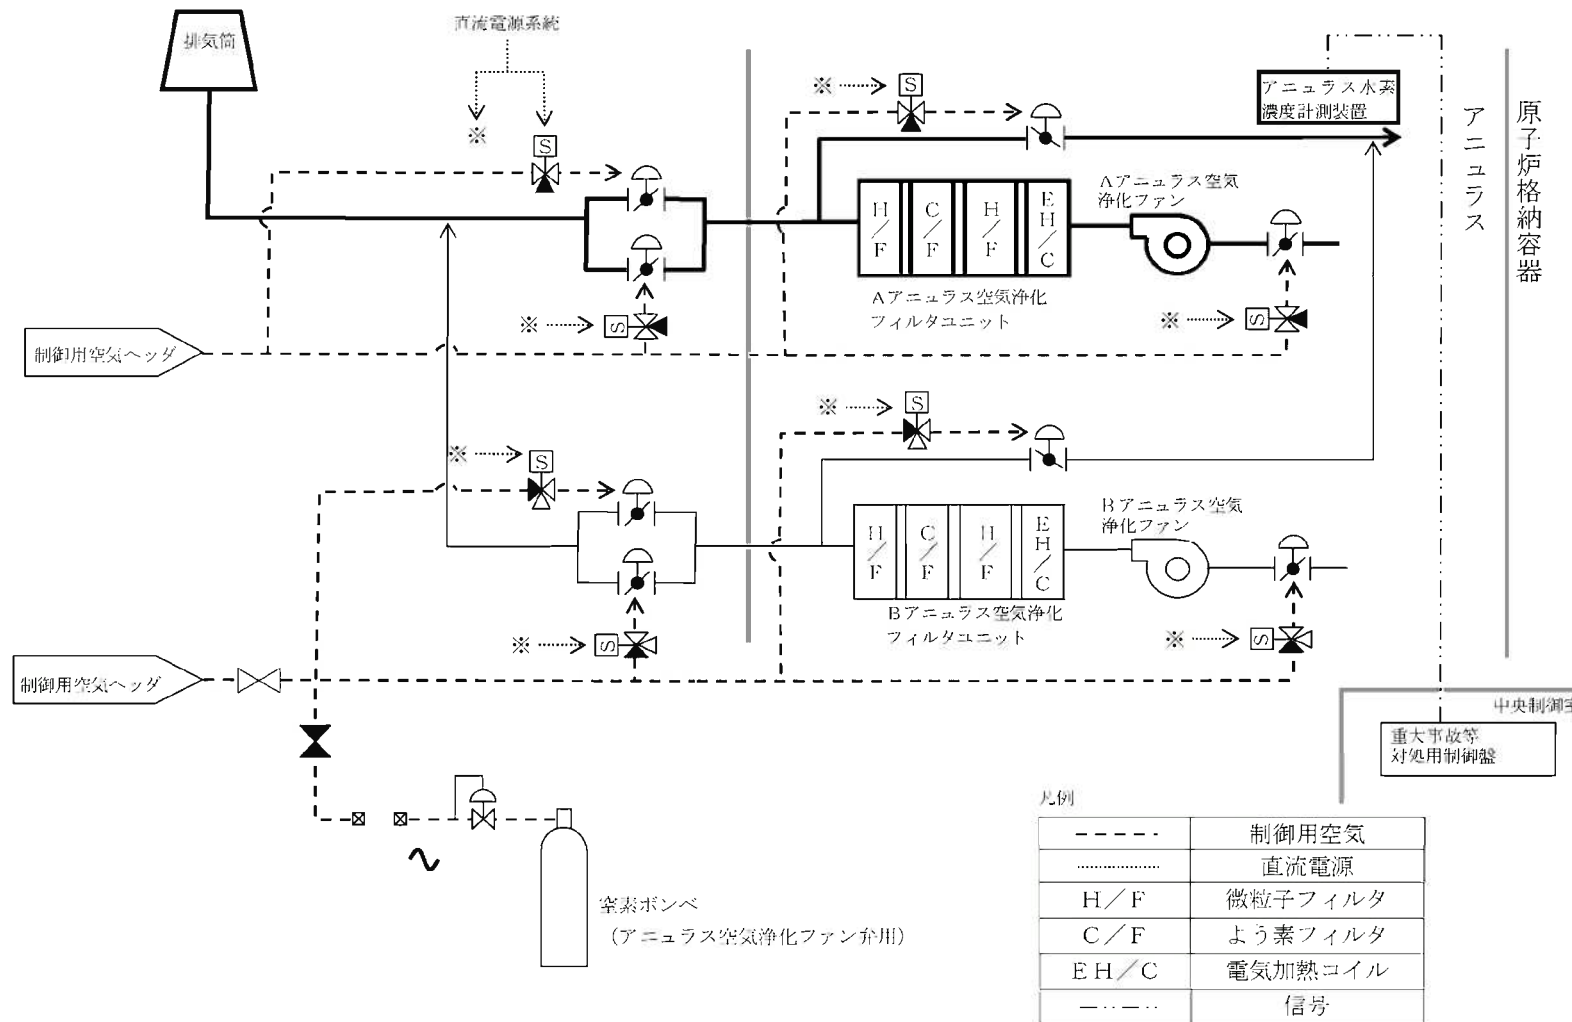 排気筒
直流電源系統
※
S
※
S
アニュラス水素
濃度計測装置
アニュラス
原子炉格納容器
H/F
C/F
H/F
EH/C
Aアニュラス空気
浄化ファン
Aアニュラス空気浄化
フィルタユニット
※
S
※
S
制御用空気ヘッダ
※
S
※
S
H/F
C/F
H/F
EH/C
Bアニュラス空気
浄化ファン
Bアニュラス空気浄化
フィルタユニット
※
S
※
S
制御用空気ヘッダ
中央制御室
重大事故等
対処用制御盤
窒素ボンベ
(アニュラス空気浄化ファン弁用)
凡例
制御用空気
直流電源
H/F 微粒子フィルタ
C/F よう素フィルタ
EH/C 電気加熱コイル
信号